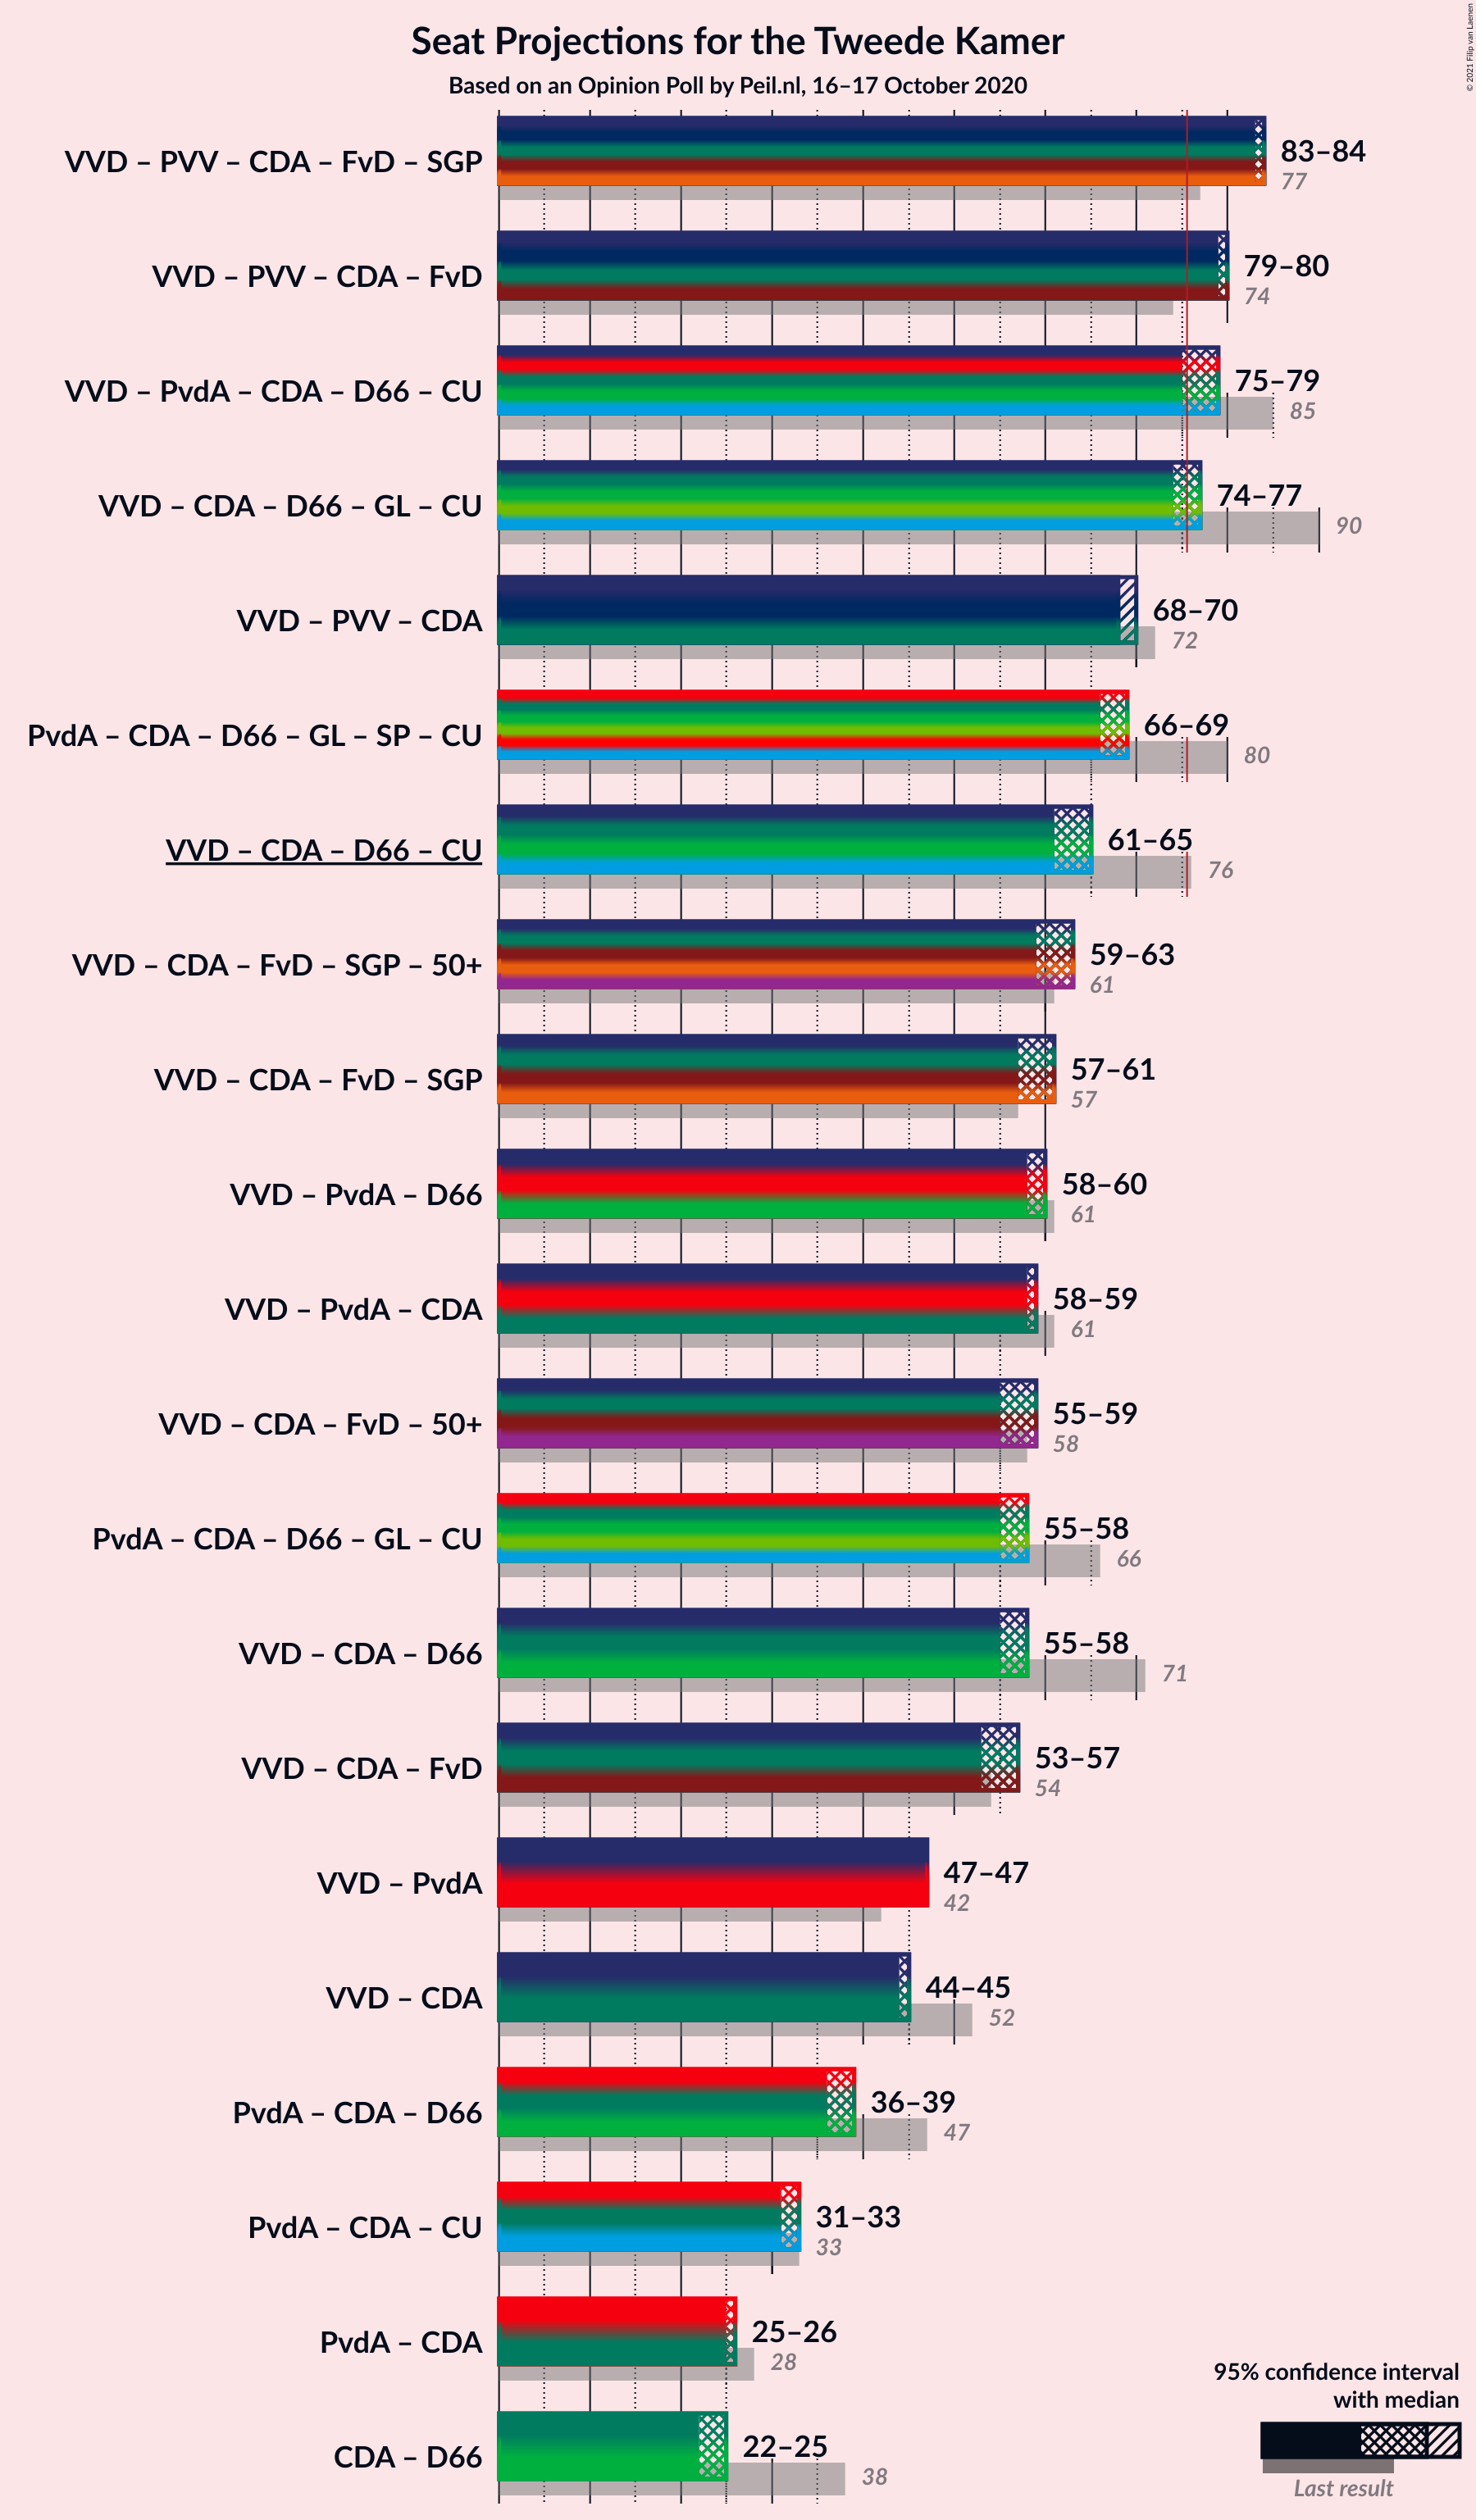 Seat Projections for the Tweede Kamer
Based on an Opinion Poll by Peil.nl, 16–17 October 2020
© 2021 Filip van Laenen
VVD – PVV – CDA – FvD – SGP
83–84
77
VVD – PVV – CDA – FvD
79–80
74
VVD – PvdA – CDA – D66 – CU
75–79
85
VVD – CDA – D66 – GL – CU
74–77
90
VVD – PVV – CDA
68–70
72
PvdA – CDA – D66 – GL – SP – CU
66–69
80
VVD – CDA – D66 – CU
61–65
76
VVD – CDA – FvD – SGP – 50+
59–63
61
VVD – CDA – FvD – SGP
57–61
57
VVD – PvdA – D66
58–60
61
VVD – PvdA – CDA
58–59
61
VVD – CDA – FvD – 50+
55–59
58
PvdA – CDA – D66 – GL – CU
55–58
66
VVD – CDA – D66
55–58
71
VVD – CDA – FvD
53–57
54
VVD – PvdA
47–47
42
VVD – CDA
44–45
52
PvdA – CDA – D66
36–39
47
PvdA – CDA – CU
31–33
33
PvdA – CDA
25–26
28
CDA – D66
22–25
38
95% confidence interval
with median
Last result